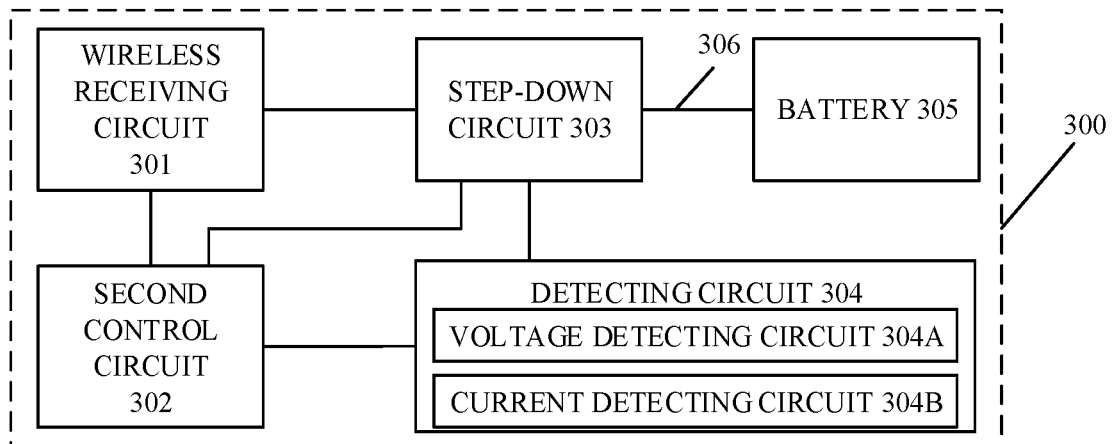 WIRELESS
RECEIVING
CIRCUIT
301
STEP-DOWN
CIRCUIT 303
306
BATTERY 305
300
SECOND
CONTROL
CIRCUIT
302
DETECTING CIRCUIT 304
VOLTAGE DETECTING CIRCUIT 304A
CURRENT DETECTING CIRCUIT 304B